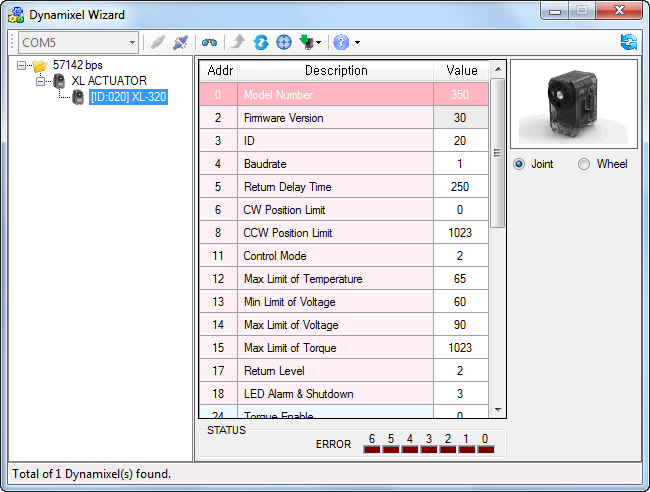 Dynamixel Wizard
COM5
57142 bps
XL ACTUATOR
[ID:020] XL-320
Addr Description Value
0 Model Number 350
2 Firmware Version 30
3 ID 20
4 Baudrate 1
5 Return Delay Time 250
6 CW Position Limit 0
8 CCW Position Limit 1023
11 Control Mode 2
12 Max Limit of Temperature 65
13 Min Limit of Voltage 60
14 Max Limit of Voltage 90
15 Max Limit of Torque 1023
17 Return Level 2
18 LED Alarm & Shutdown 3
24 Torque Enable 0
Joint Wheel
STATUS
ERROR 6 5 4 3 2 1 0
Total of 1 Dynamixel(s) found.